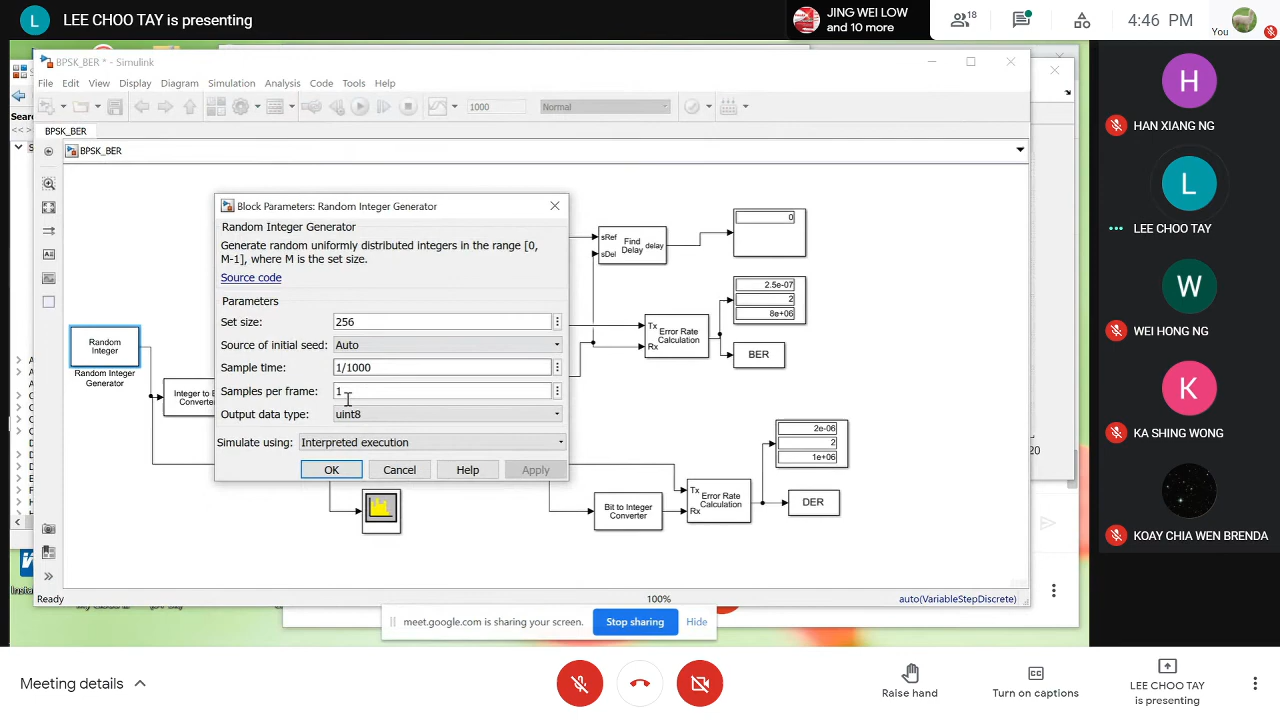 L LEE CHOO TAY is presenting
JING WEI LOW
and 10 more
18
4:46 PM
You
BPSK_BER * - Simulink
File Edit View Display Diagram Simulation Analysis Code Tools Help
1000
Normal
BPSK_BER
BPSK_BER
Sear
Block Parameters: Random Integer Generator
Random Integer Generator
Generate random uniformly distributed integers in the range [0,
M-1], where M is the set size.
Source code
Parameters
Set size: 256
Source of initial seed: Auto
Sample time: 1/1000
Samples per frame: 1
Output data type: uint8
Simulate using: Interpreted execution
OK Cancel Help Apply
Random
Integer
Random Integer
Generator
Integer to B
Converte
sRef
sDel
Find
Delay
delay
0
Tx
Rx
Error Rate
Calculation
2.5e-07
2
8e+06
BER
Bit to Integer
Converter
Tx
Rx
Error Rate
Calculation
2e-06
2
1e+06
DER
20
Ready
100%
auto(VariableStepDiscrete)
meet.google.com is sharing your screen. Stop sharing Hide
H
HAN XIANG NG
L
LEE CHOO TAY
W
WEI HONG NG
K
KA SHING WONG
KOAY CHIA WEN BRENDA
Meeting details
Raise hand
Turn on captions
LEE CHOO TAY
is presenting